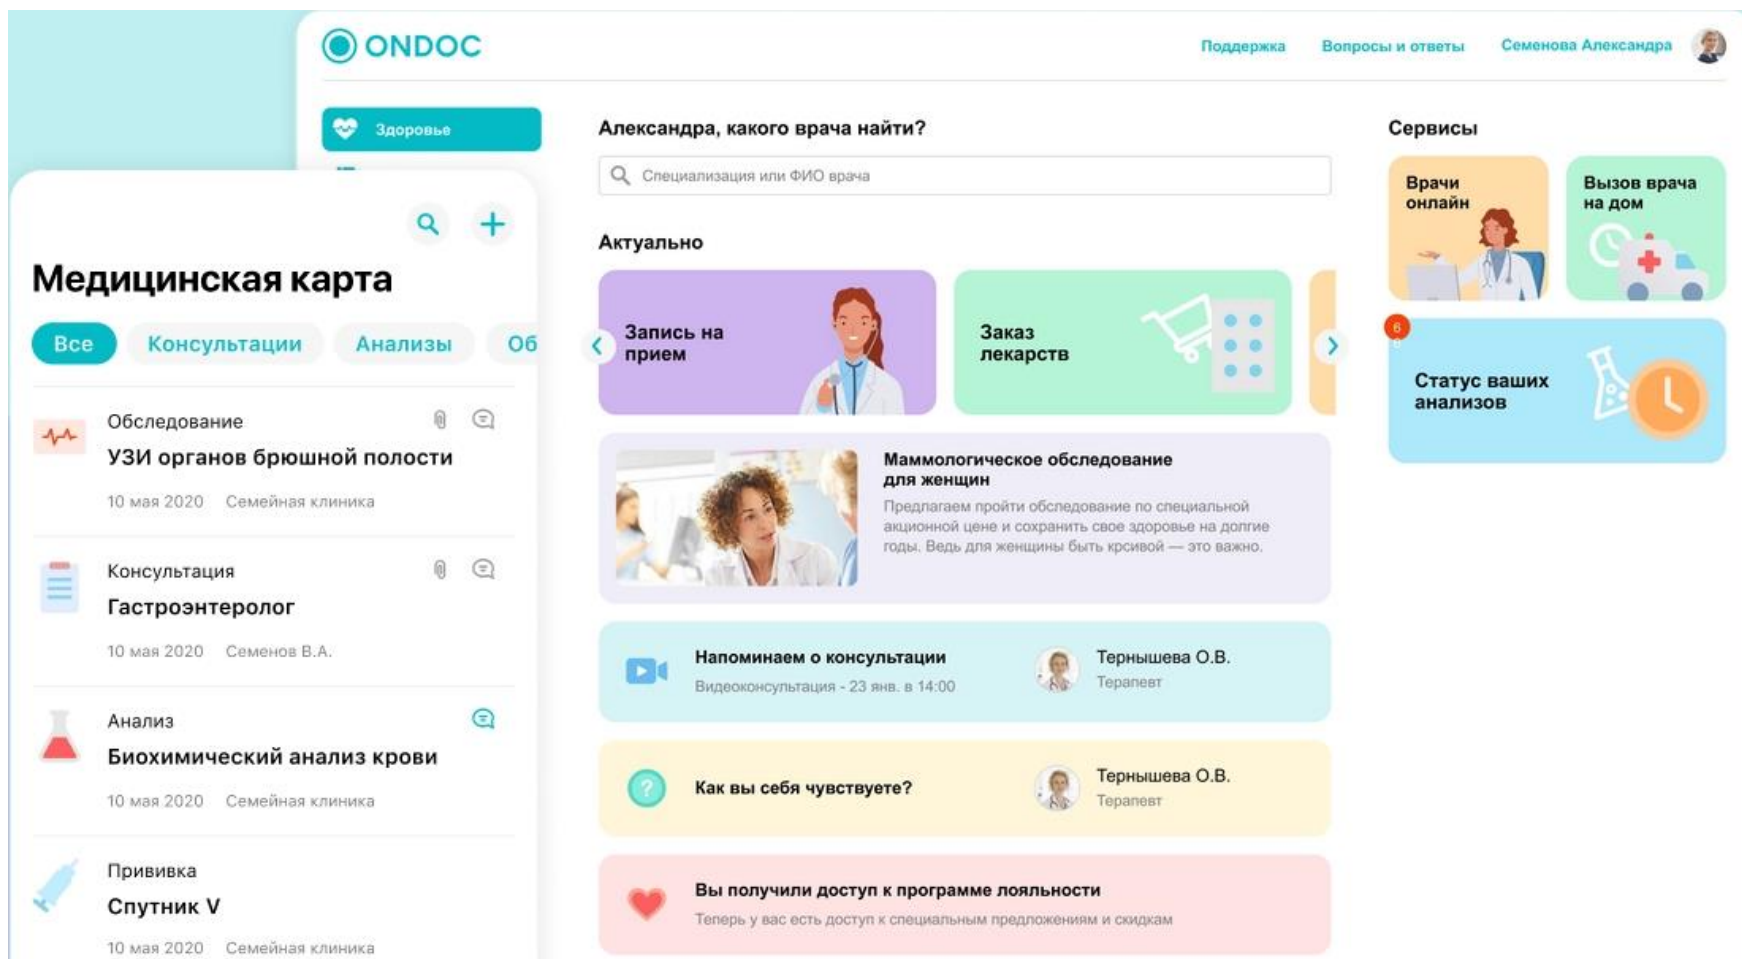 ONDOC
Поддержка
Вопросы и ответы
Семенова Александра
Здоровье
Медицинская карта
Все
Консультации
Анализы
Об
Обследование
УЗИ органов брюшной полости
10 мая 2020 Семейная клиника
Консультация
Гастроэнтеролог
10 мая 2020 Семенов В.А.
Анализ
Биохимический анализ крови
10 мая 2020 Семейная клиника
Прививка
Спутник V
10 мая 2020 Семейная клиника
Александра, какого врача найти?
Специализация или ФИО врача
Актуально
Запись на
прием
Заказ
лекарств
Маммологическое обследование
для женщин
Предлагаем пройти обследование по специальной
акционной цене и сохранить свое здоровье на долгие
годы. Ведь для женщины быть крсивой — это важно.
Напоминаем о консультации
Видеоконсультация - 23 янв. в 14:00
Тернышева О.В.
Терапевт
?
Как вы себя чувствуете?
Тернышева О.В.
Терапевт
Вы получили доступ к программе лояльности
Теперь у вас есть доступ к специальным предложениям и скидкам
Сервисы
Врачи
онлайн
Вызов врача
на дом
6
6
Статус ваших
анализов